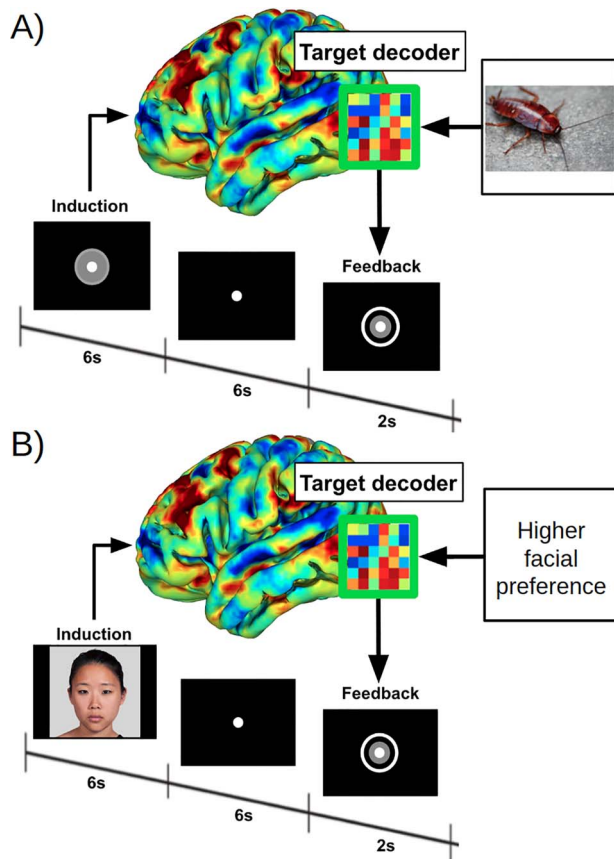 A)
Target decoder
Induction
Feedback
6s
6s
2s
B)
Target decoder
Higher
facial
preference
Induction
Feedback
6s
6s
2s